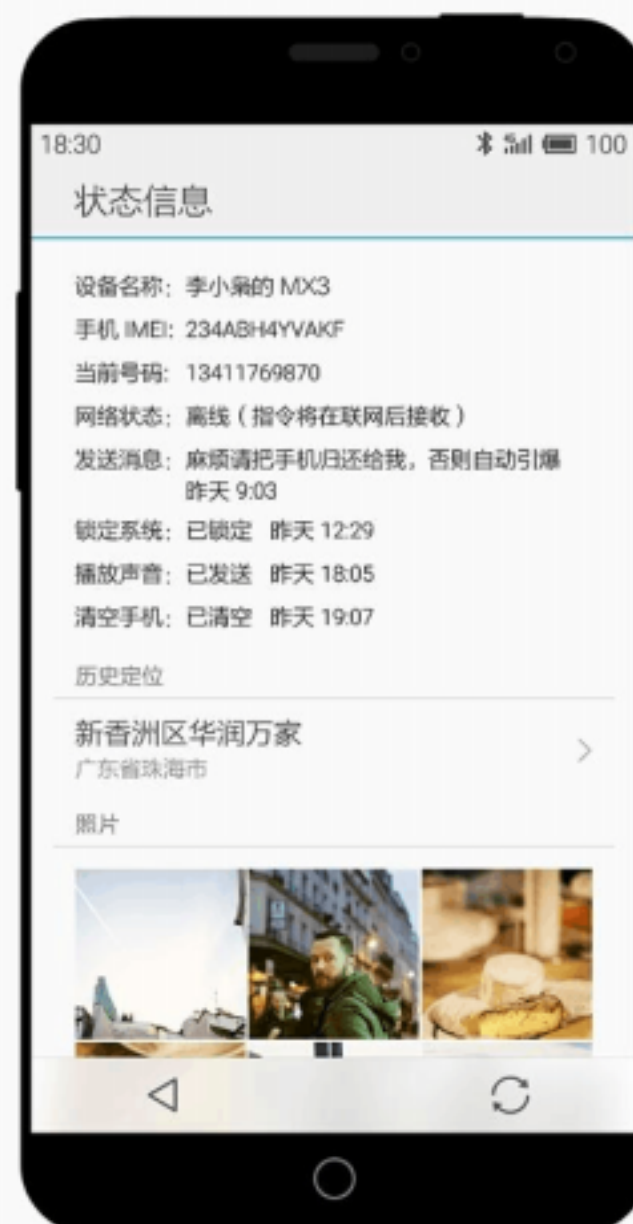 18:30 100
状态信息
设备名称：李小枭的 MX3
手机 IMEI：234ABH4YVAKF
当前号码：13411769870
网络状态：离线（指令将在联网后接收）
发送消息：麻烦请把手机归还给我，否则自动引爆
昨天 9:03
锁定系统：已锁定 昨天 12:29
播放声音：已发送 昨天 18:05
清空手机：已清空 昨天 19:07
历史定位
新香洲区华润万家
广东省珠海市
照片